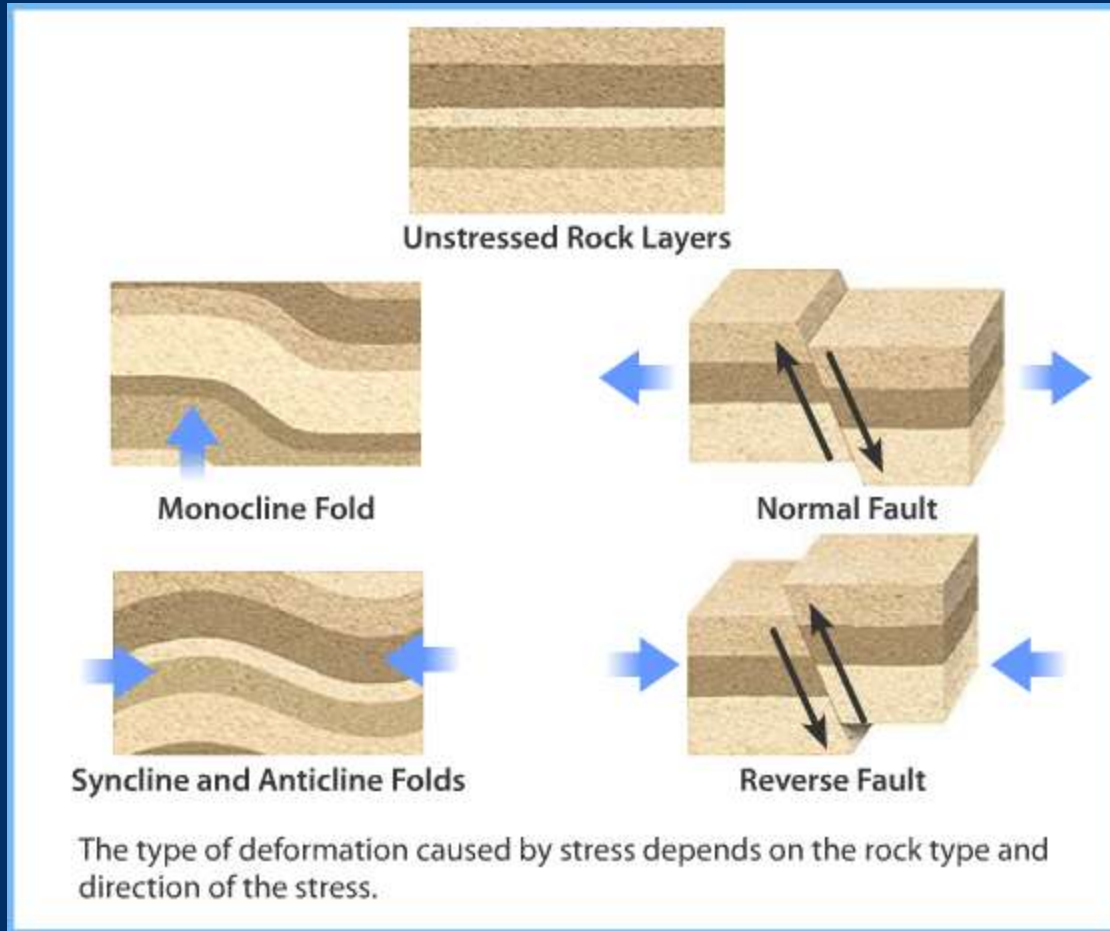 Unstressed Rock Layers
Monocline Fold
Normal Fault
Syncline and Anticline Folds
Reverse Fault
The type of deformation caused by stress depends on the rock type and
direction of the stress.